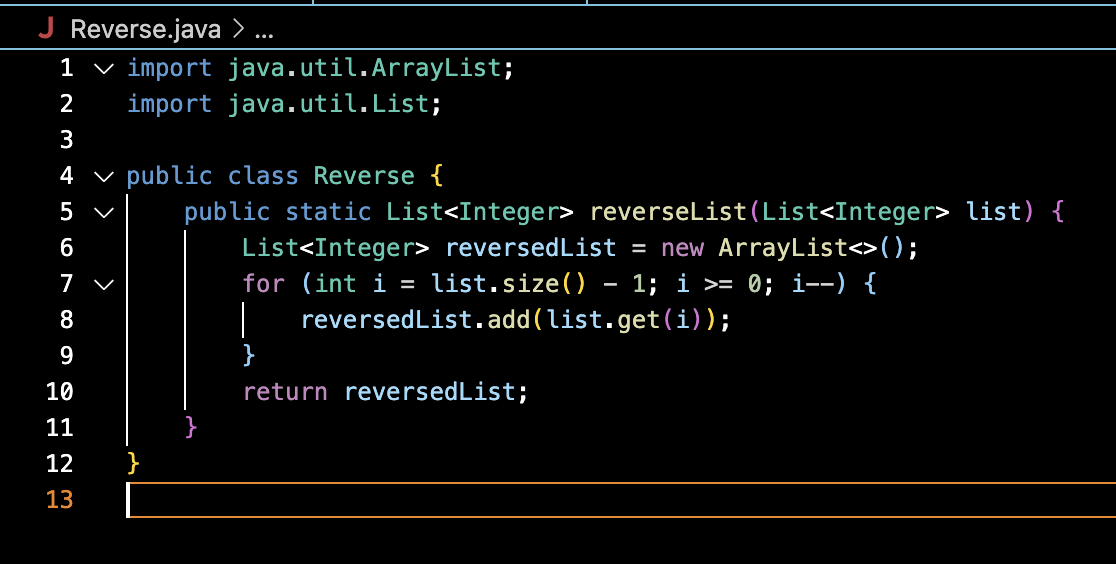 J Reverse.java > ...
1 import java.util.ArrayList;
2 import java.util.List;
3
4 public class Reverse {
5     public static List<Integer> reverseList(List<Integer> list) {
6         List<Integer> reversedList = new ArrayList<>();
7         for (int i = list.size() - 1; i >= 0; i--) {
8             reversedList.add(list.get(i));
9         }
10         return reversedList;
11     }
12 }
13